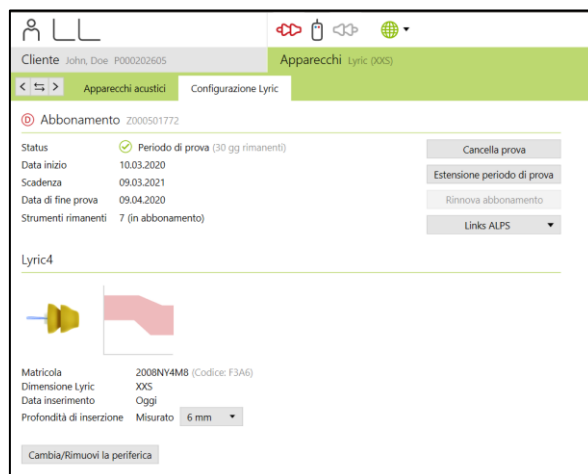 Cliente John, Doe P000202605
Apparecchi Lyric (XXS)
Apparecchi acustici
Configurazione Lyric
D Abbonamento Z000501772
Status Periodo di prova (30 gg rimanenti)
Cancella prova
Data inizio 10.03.2020
Estensione periodo di prova
Scadenza 09.03.2021
Data di fine prova 09.04.2020
Rinnova abbonamento
Strumenti rimanenti 7 (in abbonamento)
Links ALPS
Lyric4
Matricola 2008NY4M8 (Codice: F3A6)
Dimensione Lyric XXS
Data inserimento Oggi
Profondità di inserzione Misurato 6 mm
Cambia/Rimuovi la periferica